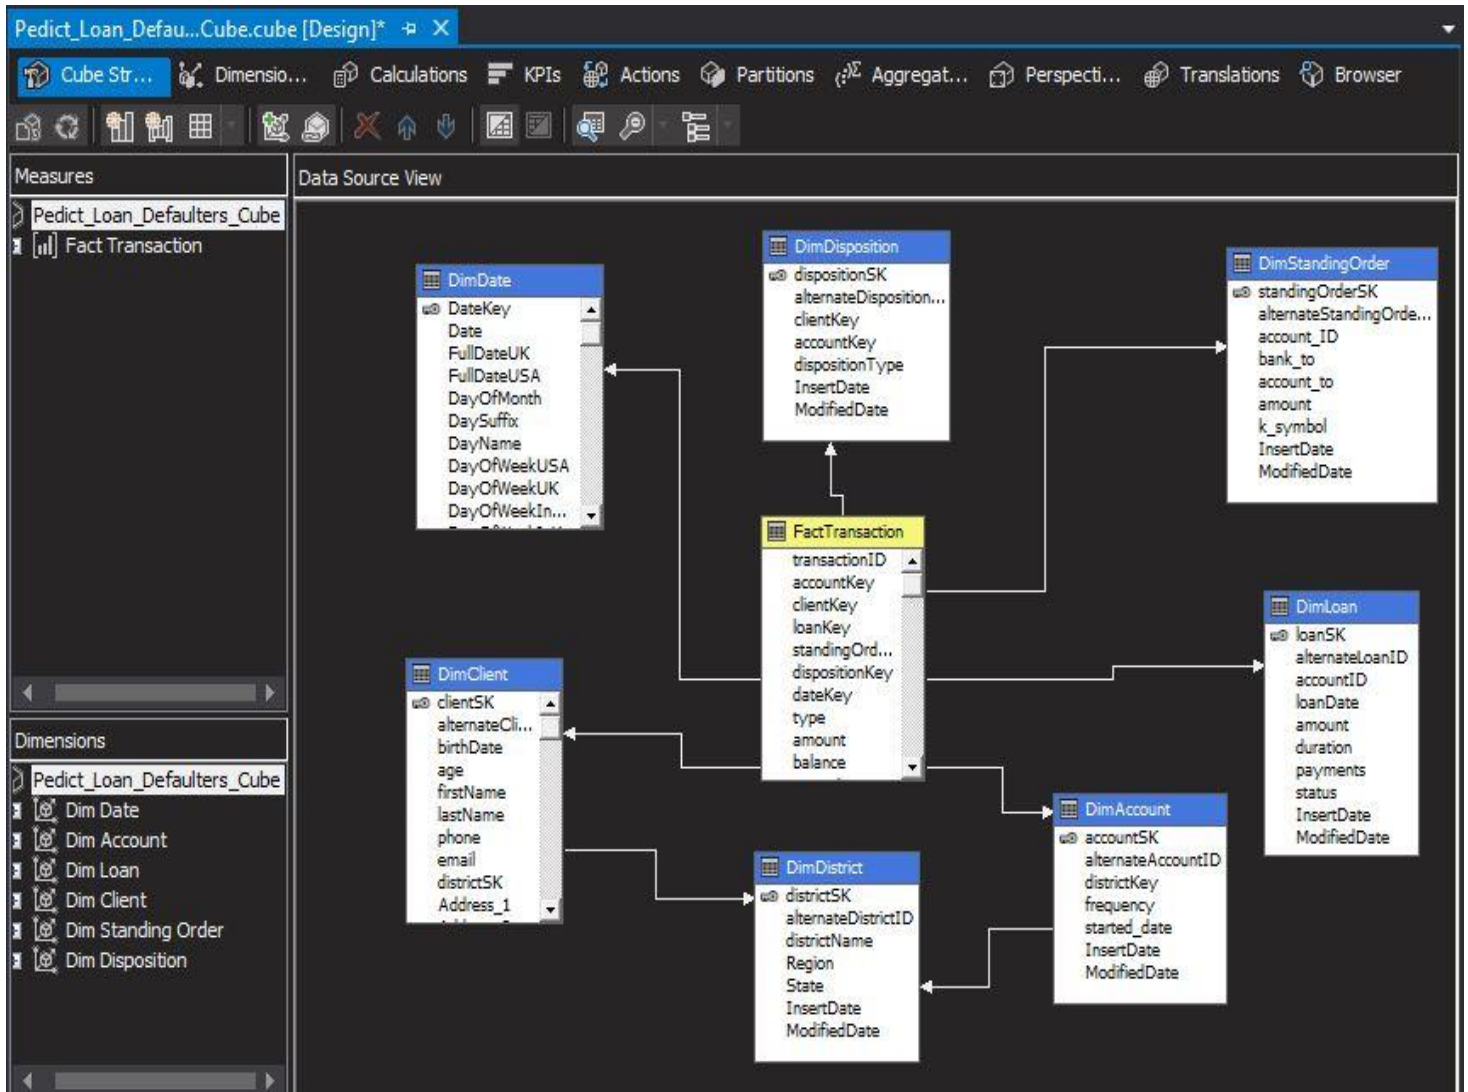 Pedict_Loan_Defau...Cube.cube [Design]*
Cube Str... Dimensio... Calculations KPIs Actions Partitions Aggregat... Perspecti... Translations Browser
Measures
Pedict_Loan_Defaulters_Cube
Fact Transaction
Dimensions
Pedict_Loan_Defaulters_Cube
Dim Date
Dim Account
Dim Loan
Dim Client
Dim Standing Order
Dim Disposition
Data Source View
DimDate
DateKey
Date
FullDateUK
FullDateUSA
DayOfMonth
DaySuffix
DayName
DayOfWeekUSA
DayOfWeekUK
DayOfWeekIn...
DimDisposition
dispositionSK
alternateDisposition...
clientKey
accountKey
dispositionType
InsertDate
ModifiedDate
DimStandingOrder
standingOrderSK
alternateStandingOrde...
account_ID
bank_to
account_to
amount
k_symbol
InsertDate
ModifiedDate
FactTransaction
transactionID
accountKey
clientKey
loanKey
standingOrd...
dispositionKey
dateKey
type
amount
balance
DimLoan
loanSK
alternateLoanID
accountID
loanDate
amount
duration
payments
status
InsertDate
ModifiedDate
DimClient
clientSK
alternateCli...
birthDate
age
firstName
lastName
phone
email
districtSK
Address_1
DimDistrict
districtSK
alternateDistrictID
districtName
Region
State
InsertDate
ModifiedDate
DimAccount
accountSK
alternateAccountID
districtKey
frequency
started_date
InsertDate
ModifiedDate